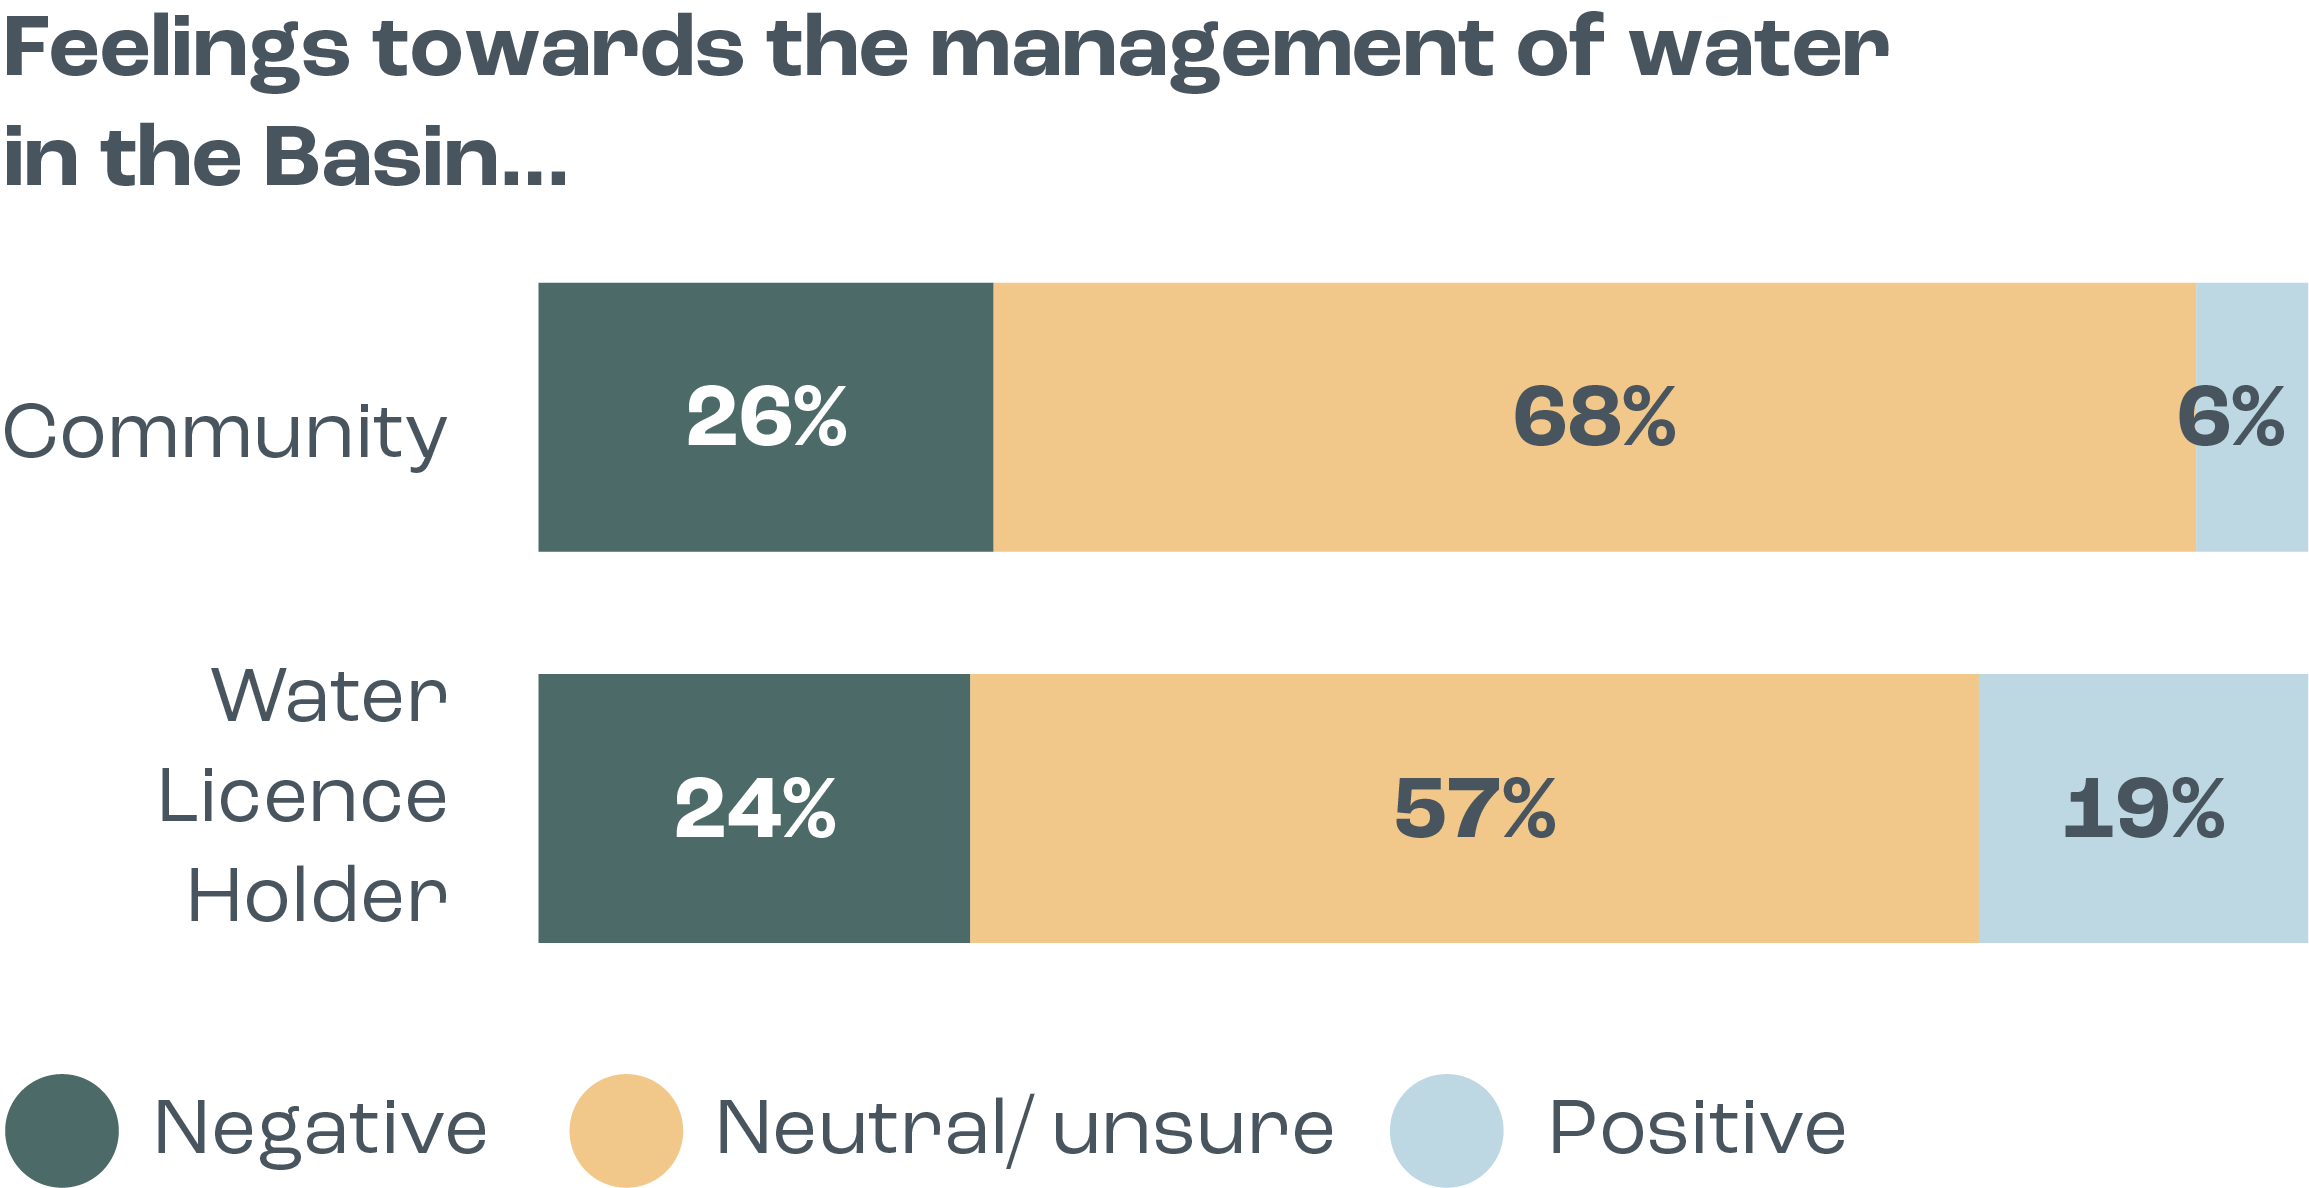 Feelings towards the management of water
in the Basin...
Community
26%
68%
6%
Water
Licence
Holder
24%
57%
19%
Negative
Neutral/ unsure
Positive